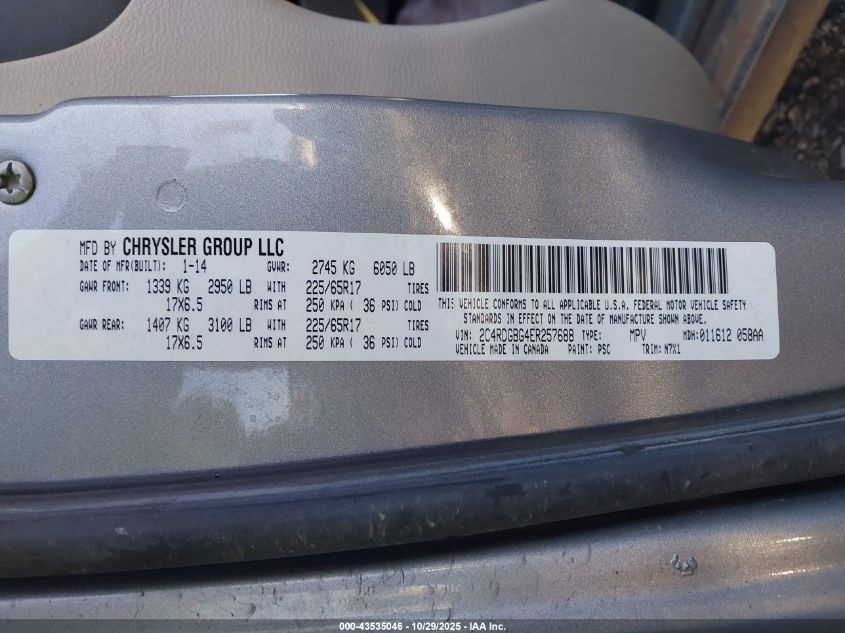 MFD BY CHRYSLER GROUP LLC
DATE OF MFR(BUILT): 1-14 GVWR: 2745 KG 6050 LB
GAWR FRONT: 1339 KG 2950 LB WITH 225/65R17 TIRES
17X6.5 RIMS AT 250 KPA ( 36 PSI) COLD
GAWR REAR: 1407 KG 3100 LB WITH 225/65R17 TIRES
17X6.5 RIMS AT 250 KPA ( 36 PSI) COLD
THIS VEHICLE CONFORMS TO ALL APPLICABLE U.S.A. FEDERAL MOTOR VEHICLE SAFETY
STANDARDS IN EFFECT ON THE DATE OF MANUFACTURE SHOWN ABOVE.
VIN: 2C4RDGBG4ER257688 TYPE: MPV MDH: 011612 058AA
VEHICLE MADE IN CANADA PAINT: PSC TRIM: N7X1
000-43535046 • 10/29/2025 • IAA Inc.